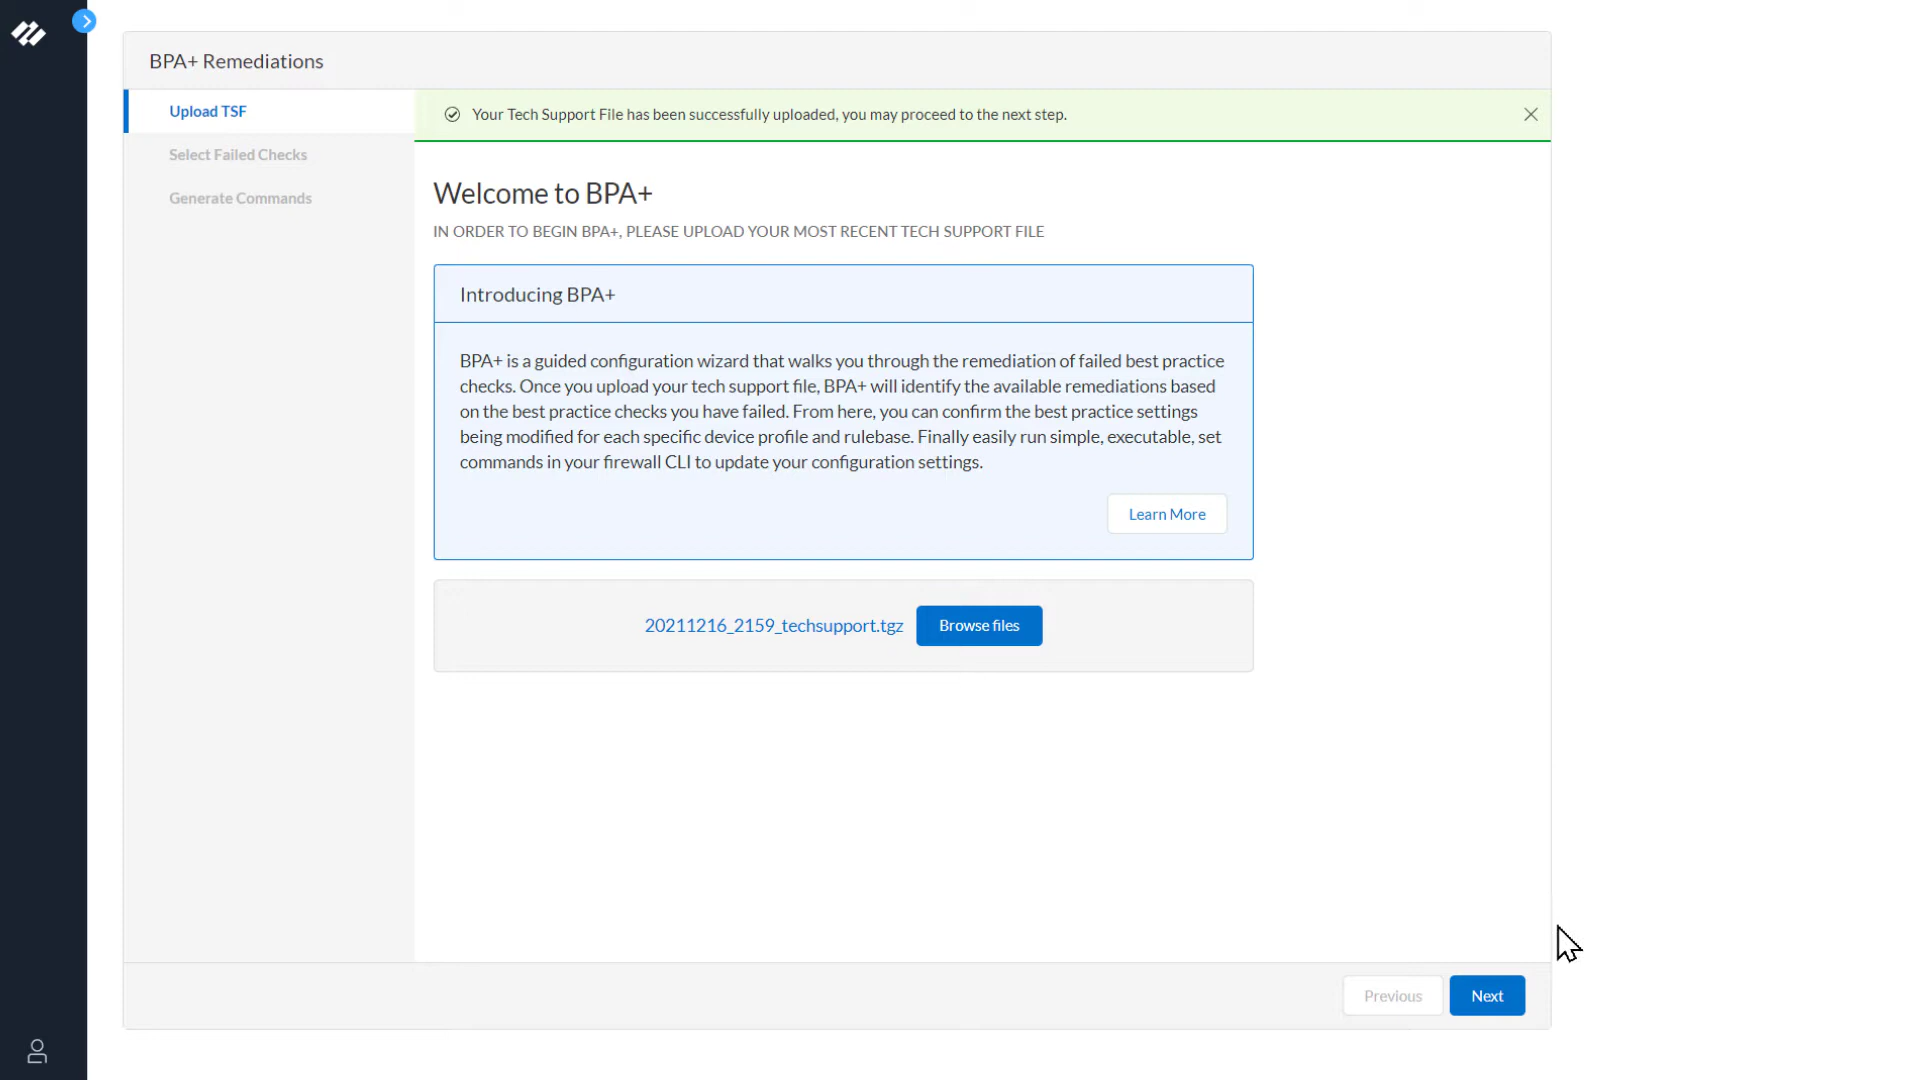 BPA+ Remediations
Upload TSF
Select Failed Checks
Generate Commands
Your Tech Support File has been successfully uploaded, you may proceed to the next step.
Welcome to BPA+
IN ORDER TO BEGIN BPA+, PLEASE UPLOAD YOUR MOST RECENT TECH SUPPORT FILE
Introducing BPA+
BPA+ is a guided configuration wizard that walks you through the remediation of failed best practice
checks. Once you upload your tech support file, BPA+ will identify the available remediations based
on the best practice checks you have failed. From here, you can confirm the best practice settings
being modified for each specific device profile and rulebase. Finally easily run simple, executable, set
commands in your firewall CLI to update your configuration settings.
Learn More
20211216_2159_techsupport.tgz
Browse files
Previous
Next